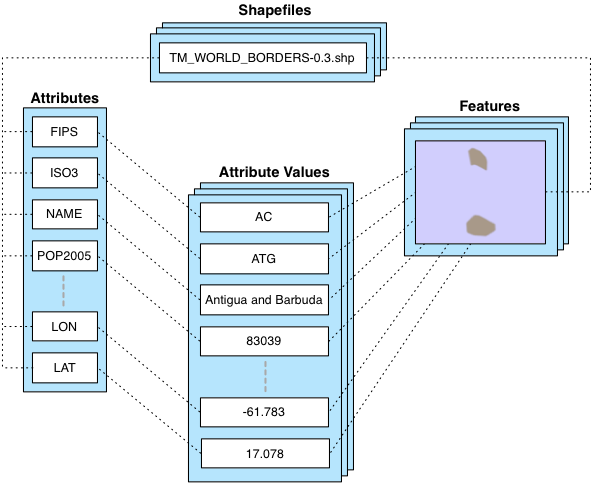 Shapefiles
TM_WORLD_BORDERS-0.3.shp
Attributes
FIPS
ISO3
NAME
POP2005
LON
LAT
Attribute Values
AC
ATG
Antigua and Barbuda
83039
-61.783
17.078
Features